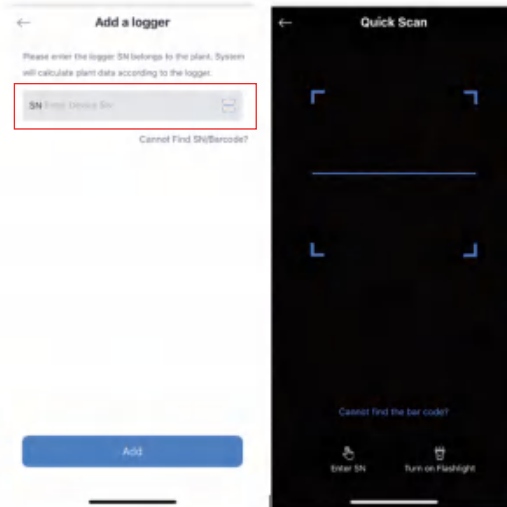 Add a logger
Please enter the logger SN belongs to the plant, System
will calculate plant data according to the logger.
SN Enter Device SN
Cannot Find SN/Barcode?
Add
Quick Scan
Cannot find the bar code?
Enter SN
Turn on Flashlight